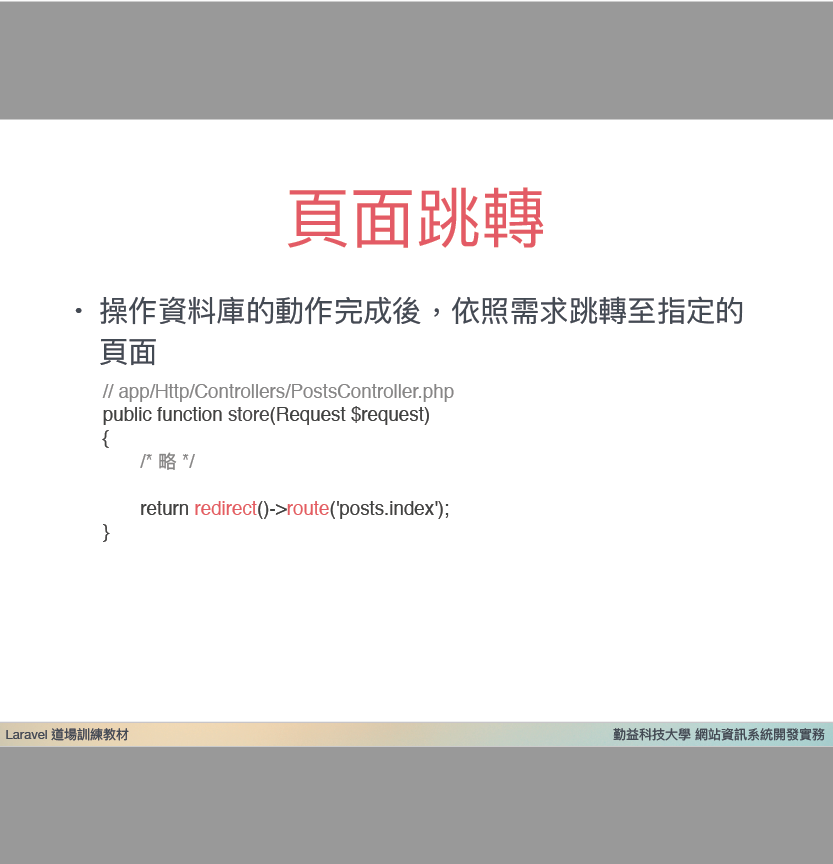 頁面跳轉
• 操作資料庫的動作完成後，依照需求跳轉至指定的
頁面
// app/Http/Controllers/PostsController.php
public function store(Request $request)
{
/* 略 */
return redirect()->route('posts.index');
}
Laravel 道場訓練教材
勤益科技大學 網站資訊系統開發實務